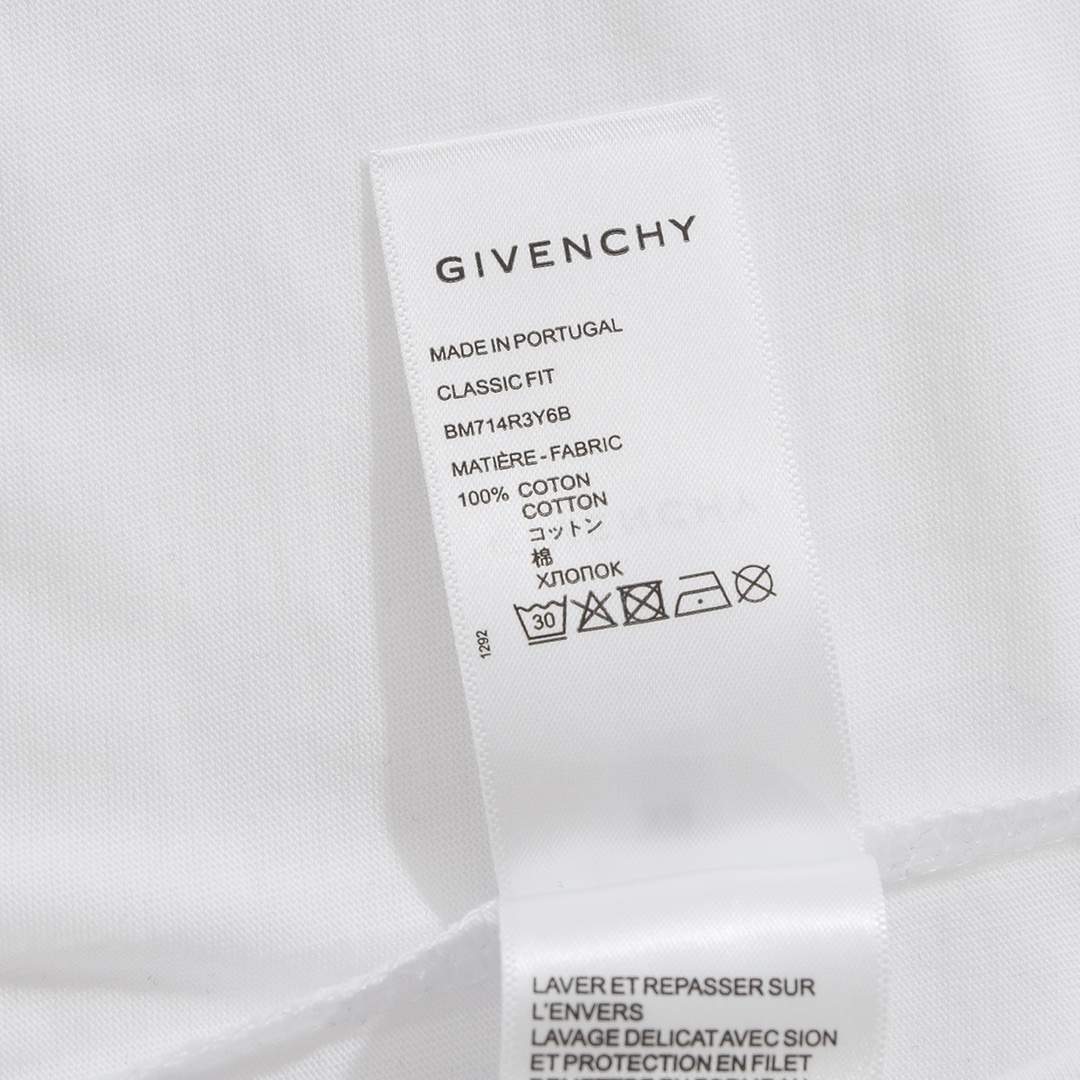 GIVENCHY
MADE IN PORTUGAL
CLASSIC FIT
BM714R3Y6B
MATIÈRE - FABRIC
100% COTON
COTTON
コットン
棉
ХЛОПОК
30
1292
LAVER ET REPASSER SUR
L'ENVERS
LAVAGE DELICAT AVEC SION
ET PROTECTION EN FILET